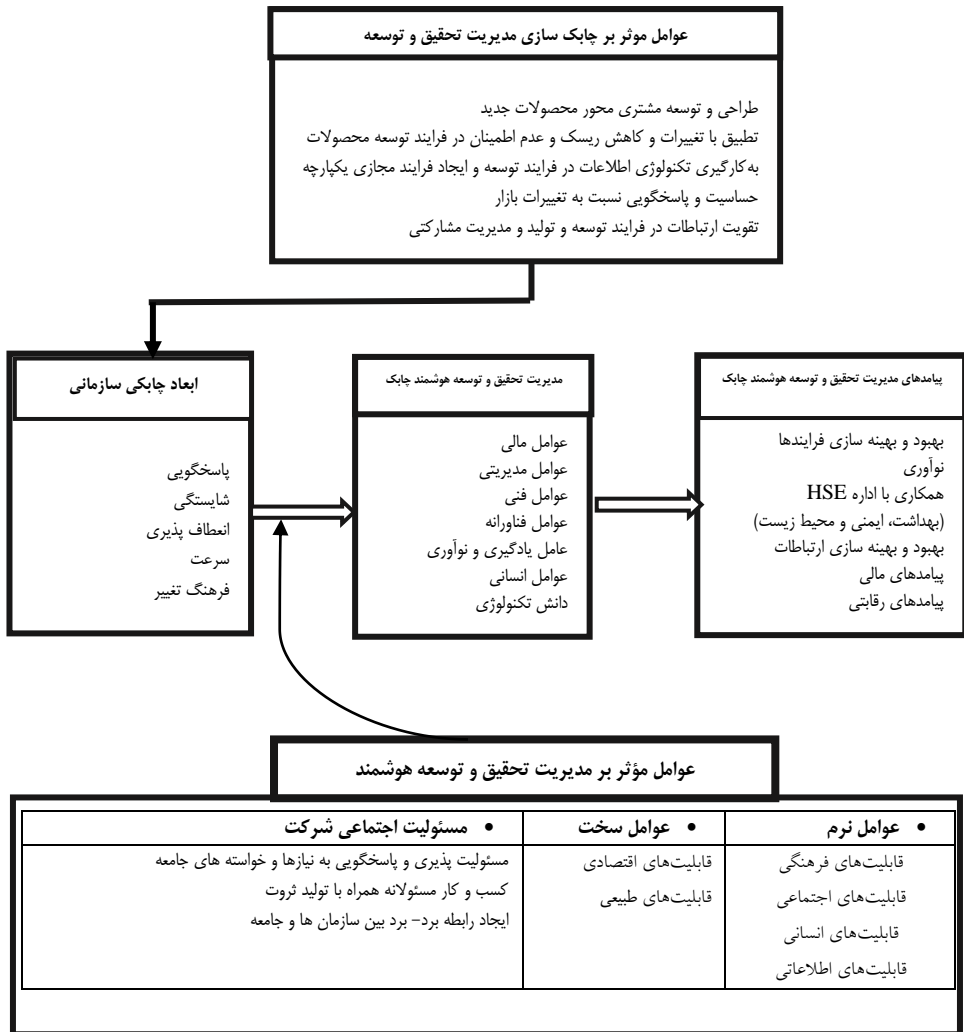 عوامل موثر بر چابک سازی مدیریت تحقیق و توسعه
طراحی و توسعه مشتری محور محصولات جدید
تطبیق با تغییرات و کاهش ریسک و عدم اطمینان در فرایند توسعه محصولات
به‌کارگیری تکنولوژی اطلاعات در فرایند توسعه و ایجاد فرایند مجازی یکپارچه
حساسیت و پاسخگویی نسبت به تغییرات بازار
تقویت ارتباطات در فرایند توسعه و تولید و مدیریت مشارکتی
پیامدهای مدیریت تحقیق و توسعه هوشمند چابک
بهبود و بهینه سازی فرایندها
نوآوری
همکاری با اداره HSE
(بهداشت، ایمنی و محیط زیست)
بهبود و بهینه سازی ارتباطات
پیامدهای مالی
پیامدهای رقابتی
مدیریت تحقیق و توسعه هوشمند چابک
عوامل مالی
عوامل مدیریتی
عوامل فنی
عوامل فناورانه
عامل یادگیری و نوآوری
عوامل انسانی
دانش تکنولوژی
ابعاد چابکی سازمانی
پاسخگویی
شایستگی
انعطاف پذیری
سرعت
فرهنگ تغییر
عوامل مؤثر بر مدیریت تحقیق و توسعه هوشمند
• عوامل نرم
قابلیت‌های فرهنگی
قابلیت‌های اجتماعی
قابلیت‌های انسانی
قابلیت‌های اطلاعاتی
• عوامل سخت
قابلیت‌های اقتصادی
قابلیت‌های طبیعی
• مسئولیت اجتماعی شرکت
مسئولیت پذیری و پاسخگویی به نیازها و خواسته های جامعه
کسب و کار مسئولانه همراه با تولید ثروت
ایجاد رابطه برد- برد بین سازمان ها و جامعه